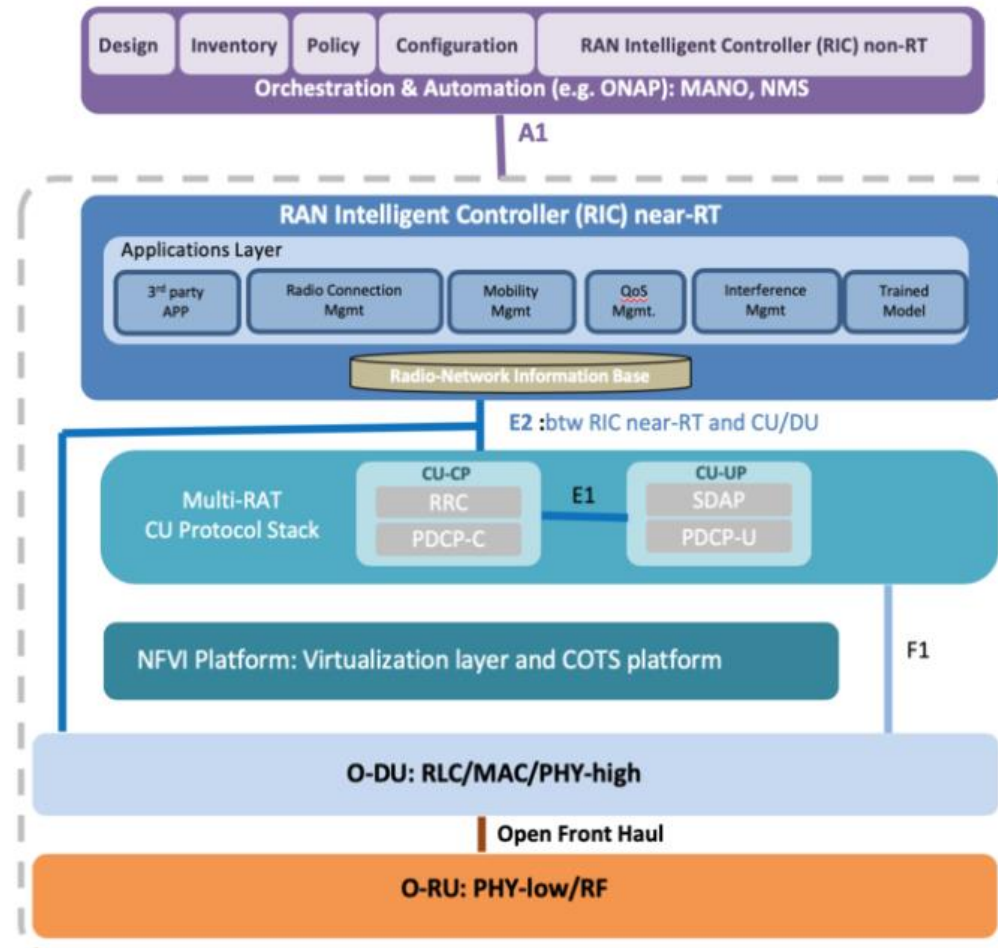 Design
Inventory
Policy
Configuration
RAN Intelligent Controller (RIC) non-RT
Orchestration & Automation (e.g. ONAP): MANO, NMS
A1
RAN Intelligent Controller (RIC) near-RT
Applications Layer
3rd party
APP
Radio Connection
Mgmt
Mobility
Mgmt
QoS
Mgmt.
Interference
Mgmt
Trained
Model
Radio-Network Information Base
E2 :btw RIC near-RT and CU/DU
Multi-RAT
CU Protocol Stack
CU-CP
RRC
PDCP-C
E1
CU-UP
SDAP
PDCP-U
NFVI Platform: Virtualization layer and COTS platform
F1
O-DU: RLC/MAC/PHY-high
Open Front Haul
O-RU: PHY-low/RF